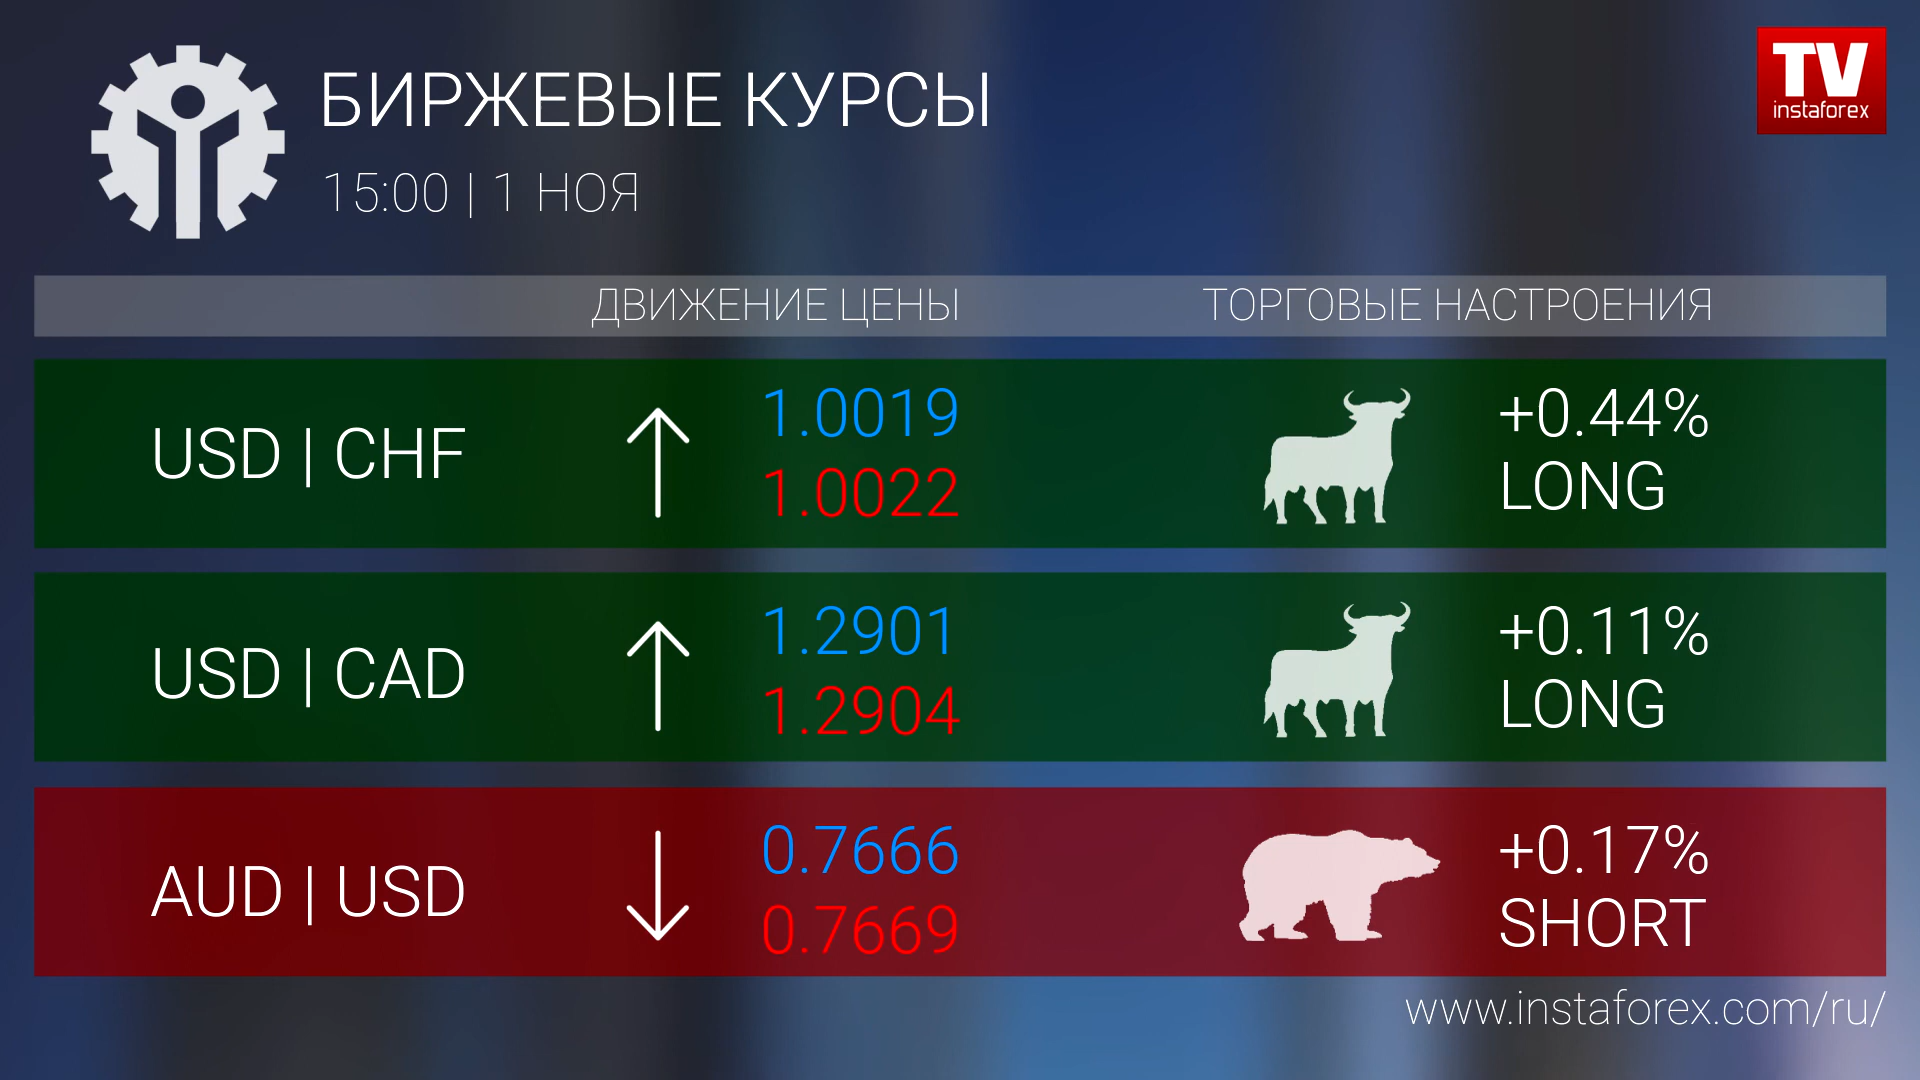 БИРЖЕВЫЕ КУРСЫ
15:00 | 1 НОЯ
TV
instaforex
ДВИЖЕНИЕ ЦЕНЫ
ТОРГОВЫЕ НАСТРОЕНИЯ
USD | CHF
1.0019
1.0022
+0.44%
LONG
USD | CAD
1.2901
1.2904
+0.11%
LONG
AUD | USD
0.7666
0.7669
+0.17%
SHORT
www.instaforex.com/ru/